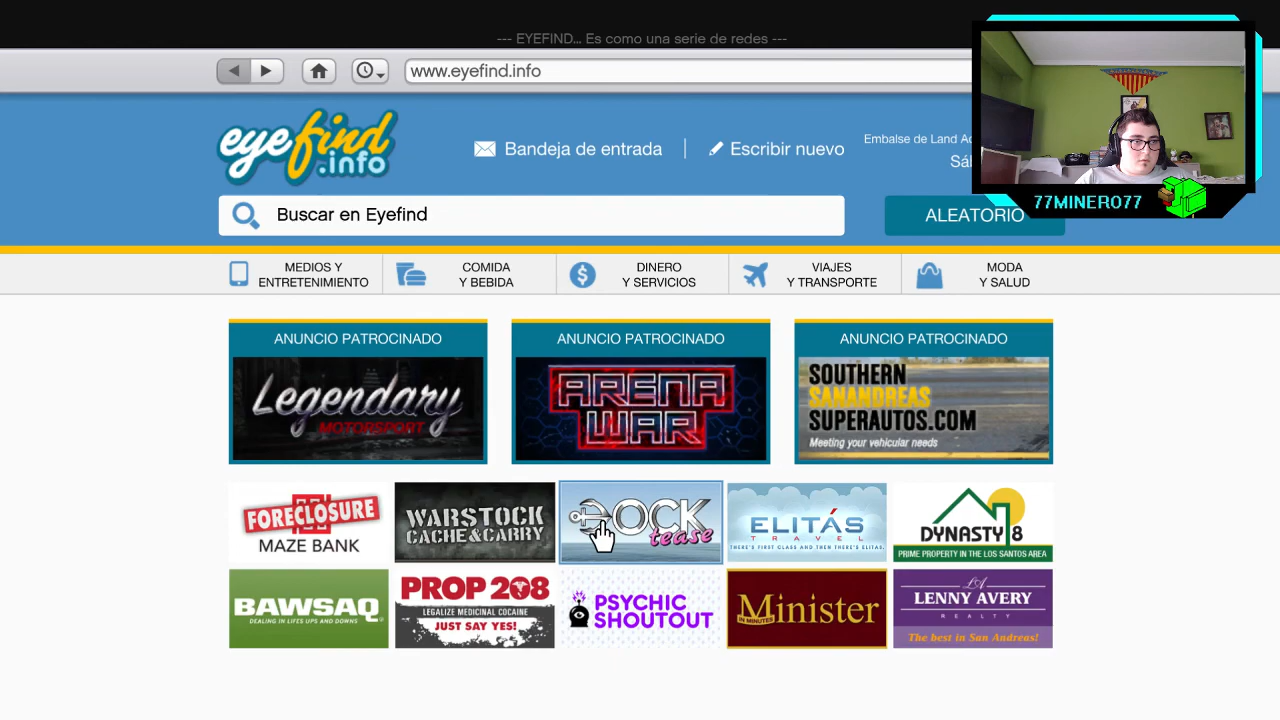 --- EYEFIND... Es como una serie de redes ---
www.eyefind.info
eyefind
.info
Bandeja de entrada
Escribir nuevo
Embalse de Land Ac
Sáb
77MINERO77
Buscar en Eyefind
ALEATORIO
MEDIOS Y
ENTRETENIMIENTO
COMIDA
Y BEBIDA
DINERO
Y SERVICIOS
VIAJES
Y TRANSPORTE
MODA
Y SALUD
ANUNCIO PATROCINADO
Legendary
MOTORSPORT
ANUNCIO PATROCINADO
ARENA
WAR
ANUNCIO PATROCINADO
SOUTHERN
SANANDREAS
SUPERAUTOS.COM
Meeting your vehicular needs
FORECLOSURE
MAZE BANK
WARSTOCK
CACHE & CARRY
DOCK
tease
ELITÁS
TRAVEL
THERE'S FIRST CLASS AND THEN THERE'S ELITAS.
DYNASTY 8
PRIME PROPERTY IN THE LOS SANTOS AREA
BAWSAQ
DEALING IN LIFES UPS AND DOWNS
PROP 208
LEGALIZE MEDICINAL COCAINE
JUST SAY YES!
PSYCHIC
SHOUTOUT
Minister
IN MINUTES
LA
LENNY AVERY
REALTY
The best in San Andreas!